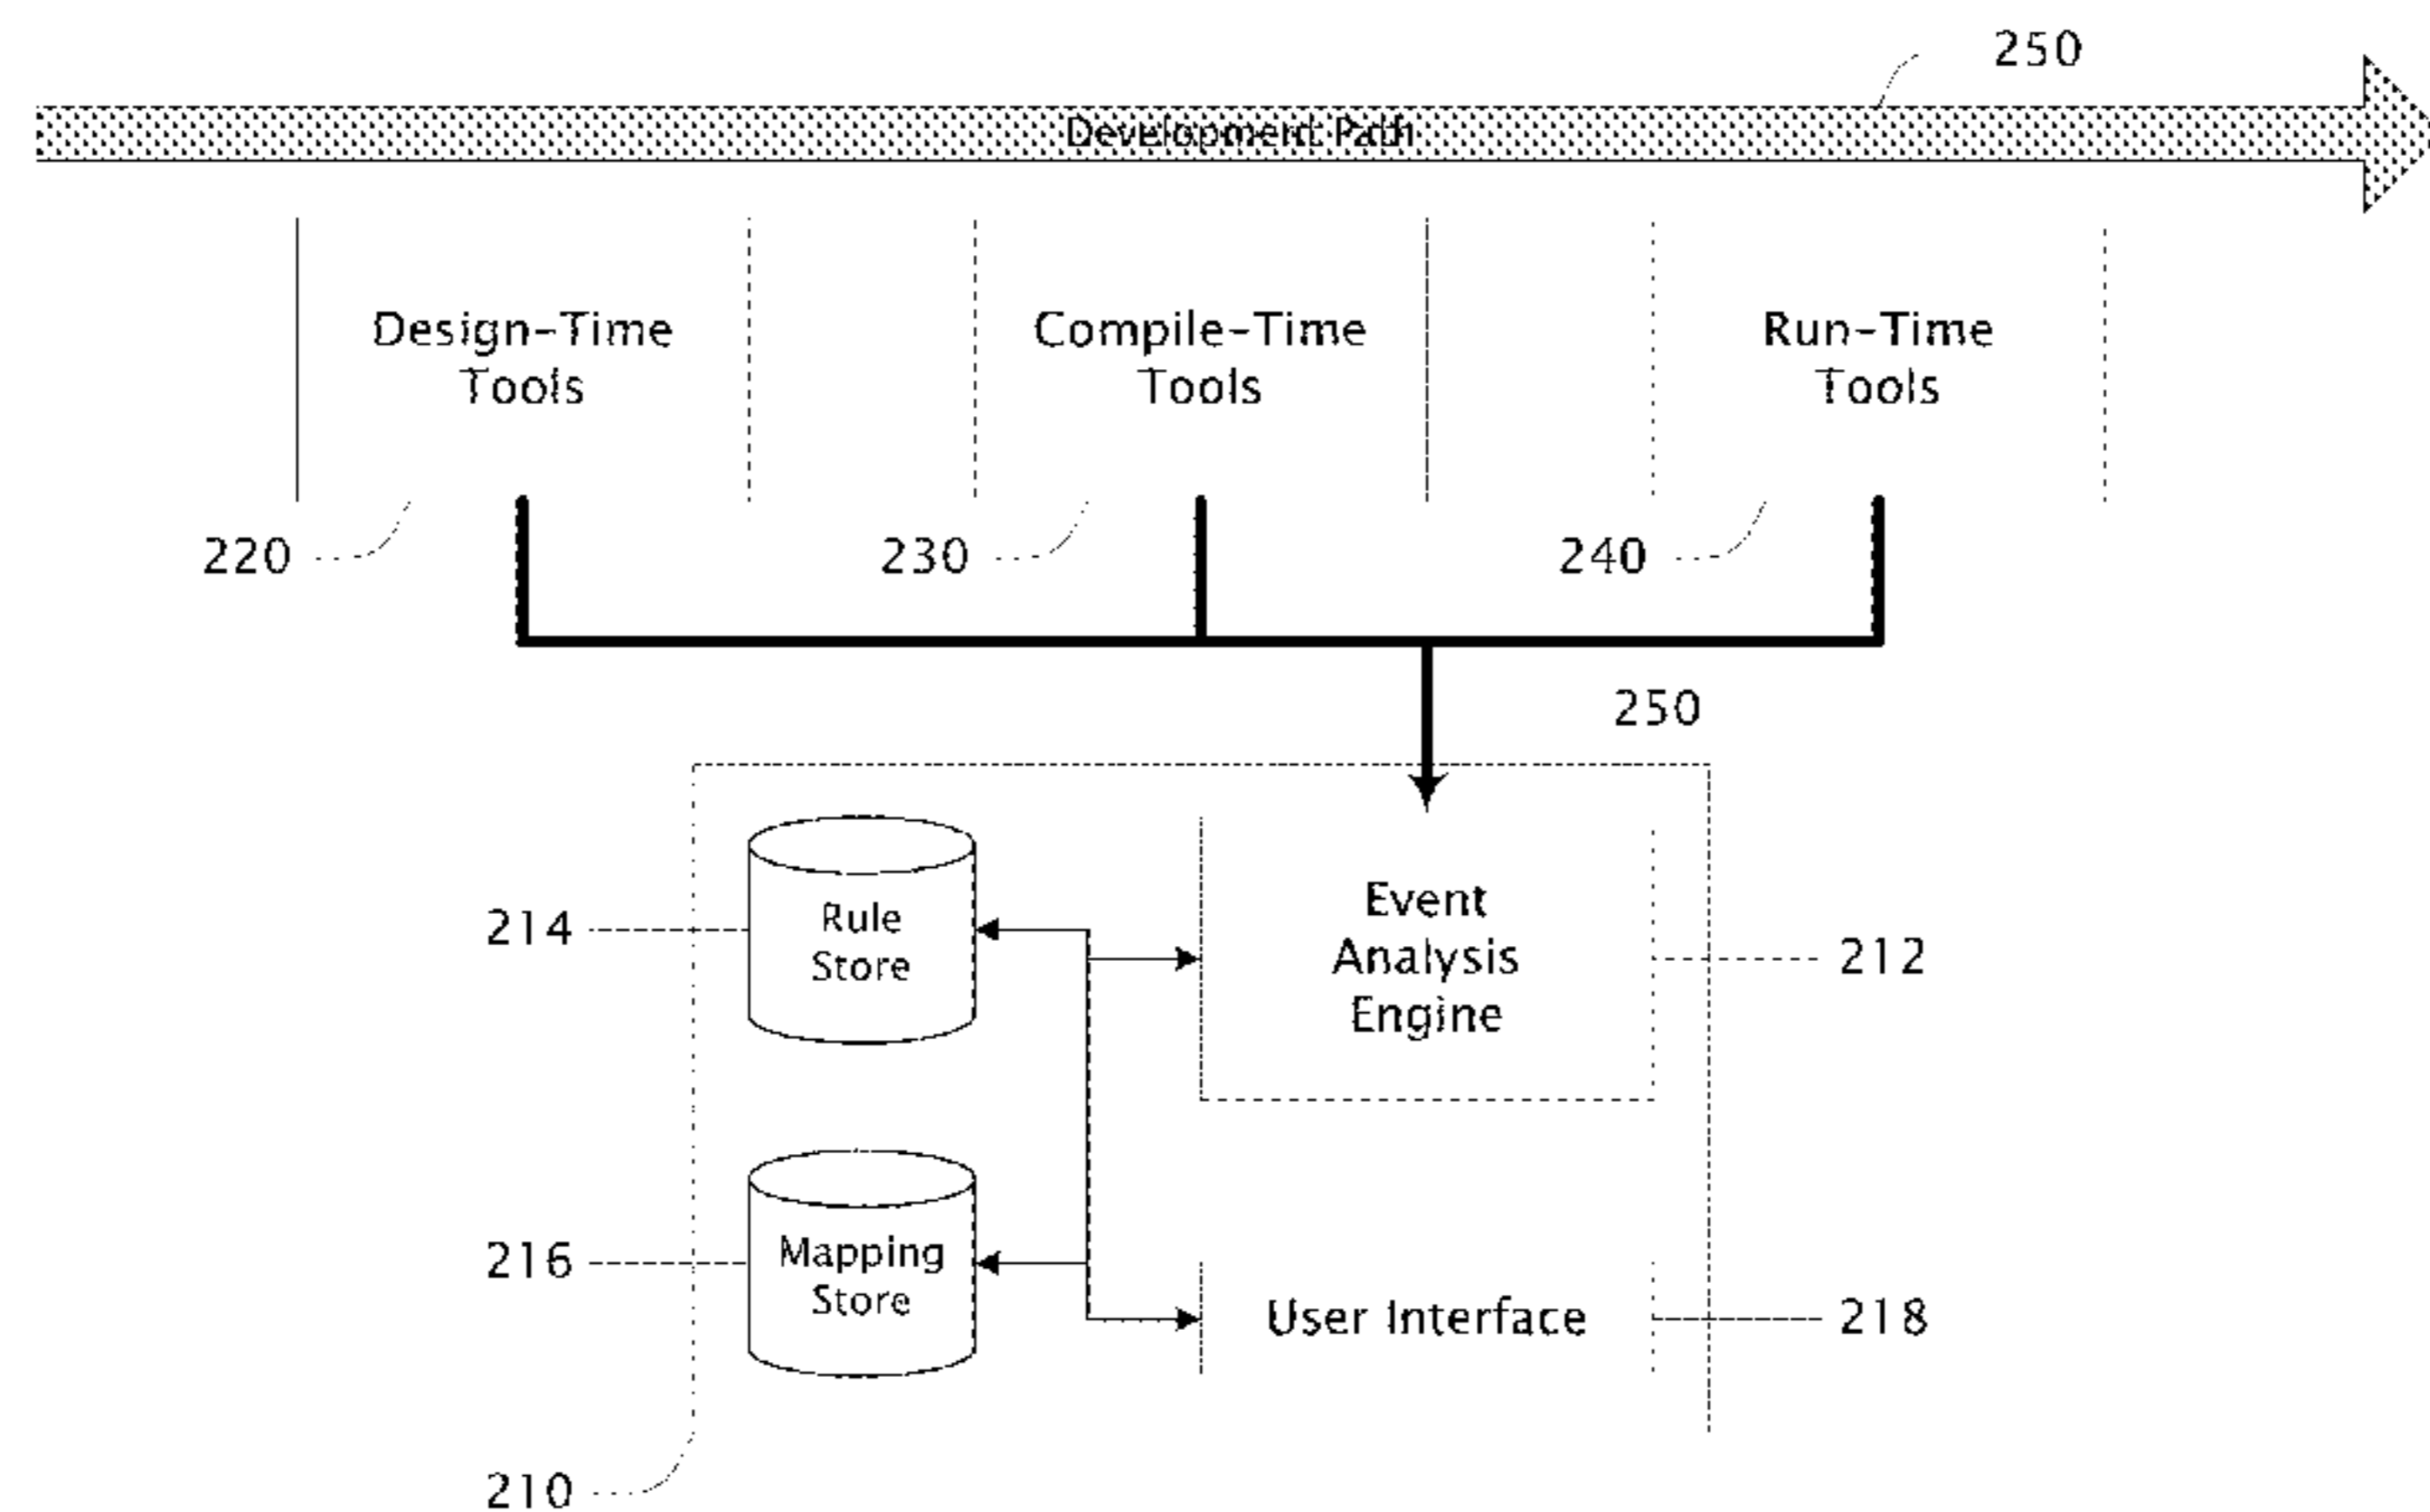 250
Development Path
Design-Time
Tools
Compile-Time
Tools
Run-Time
Tools
220
230
240
250
Rule
Store
214
Event
Analysis
Engine
212
Mapping
Store
216
User Interface
218
210